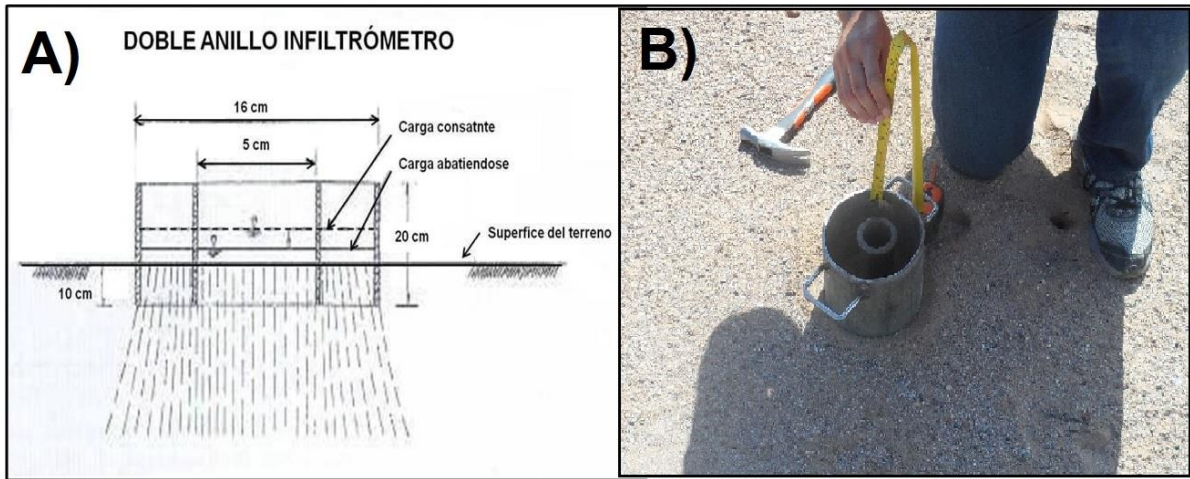 A)
DOBLE ANILLO INFILTRÓMETRO
16 cm
5 cm
Carga consatnte
Carga abatiendose
Superfice del terreno
20 cm
10 cm
B)